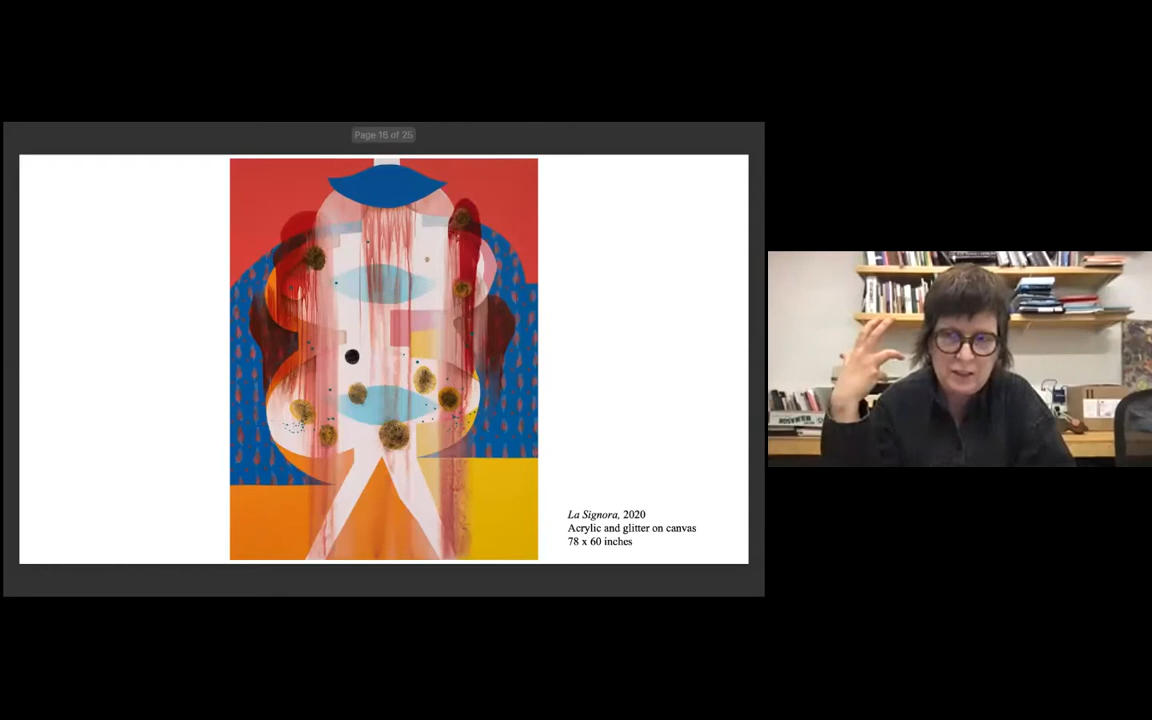 Page 16 of 25
La Signora, 2020
Acrylic and glitter on canvas
78 x 60 inches